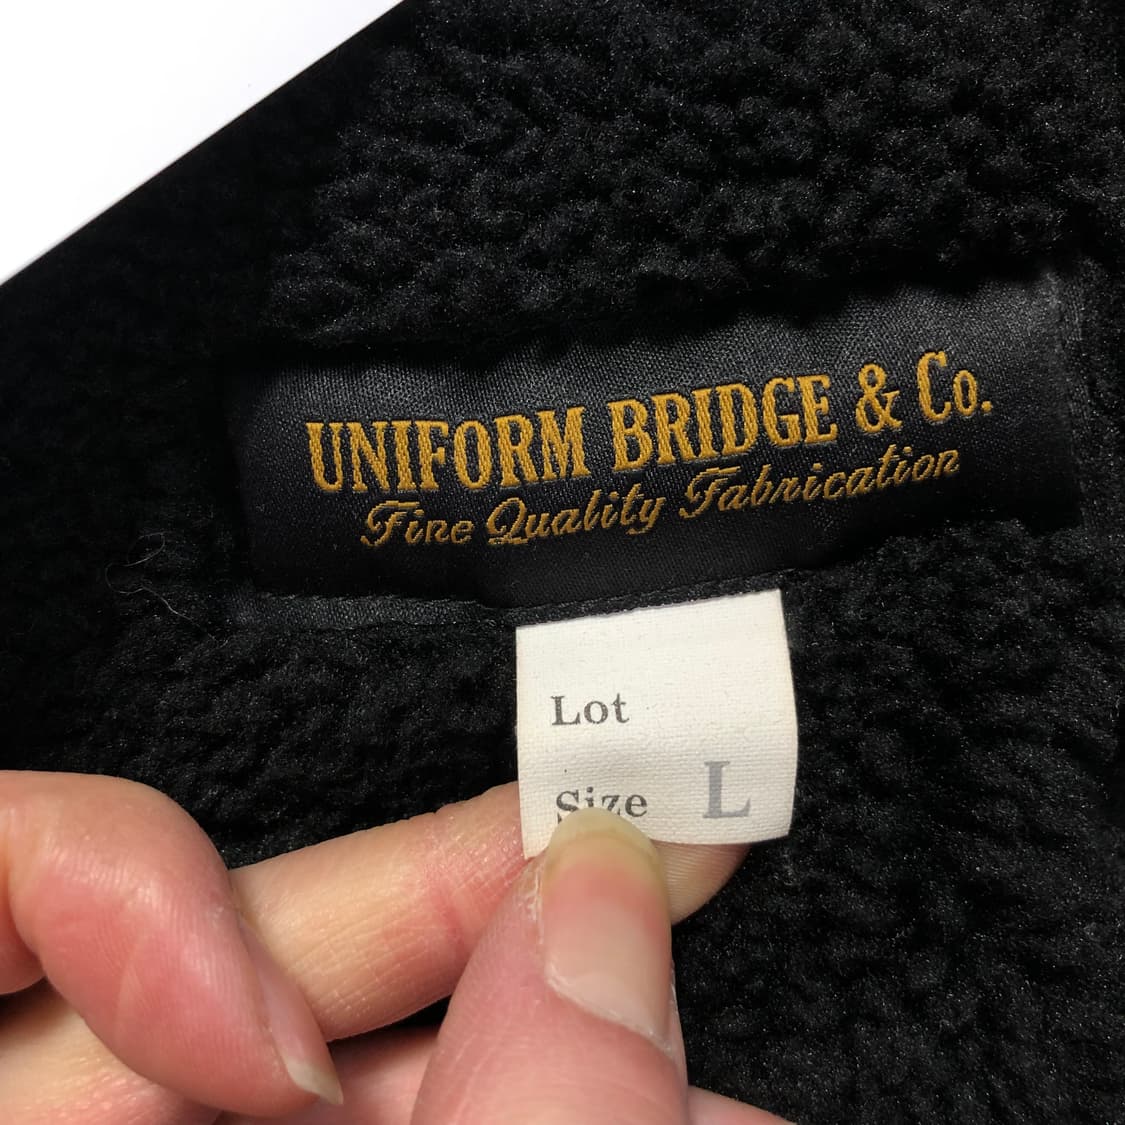 UNIFORM BRIDGE & Co.
Fine Quality Fabrication
Lot
Size L